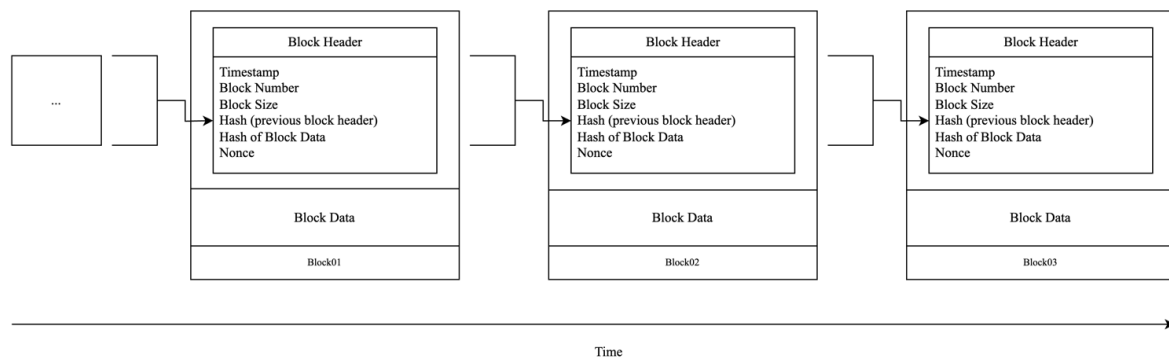 ...
Block Header
Timestamp
Block Number
Block Size
Hash (previous block header)
Hash of Block Data
Nonce
Block Data
Block01
Block Header
Timestamp
Block Number
Block Size
Hash (previous block header)
Hash of Block Data
Nonce
Block Data
Block02
Block Header
Timestamp
Block Number
Block Size
Hash (previous block header)
Hash of Block Data
Nonce
Block Data
Block03
Time